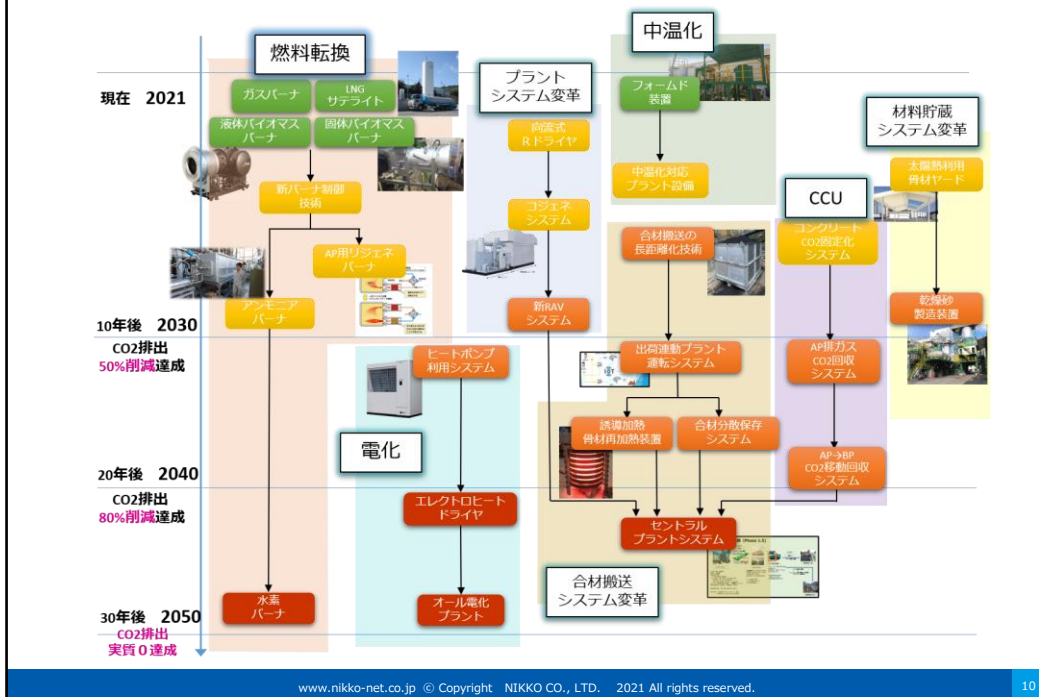 燃料転換
中温化
プラント
システム変革
材料貯蔵
システム変革
CCU
電化
合材搬送
システム変革
現在 2021
10年後 2030
CO2排出
50%削減達成
20年後 2040
CO2排出
80%削減達成
30年後 2050
CO2排出
実質０達成
ガスバーナ
LNG
サテライト
液体バイオマス
バーナ
固体バイオマス
バーナ
新バーナ制御
技術
AP用リジェネ
バーナ
アンモニア
バーナ
水素
バーナ
向流式
Rドライヤ
コジェネ
システム
新RAV
システム
フォームド
装置
中温化対応
プラント設備
合材搬送の
長距離化技術
出荷連動プラント
運転システム
誘導加熱
骨材再加熱装置
合材分散保存
システム
セントラル
プラントシステム
コンクリート
CO2固定化
システム
AP排ガス
CO2回収
システム
AP→BP
CO2移動回収
システム
太陽熱利用
骨材ヤード
乾燥砂
製造装置
ヒートポンプ
利用システム
エレクトロヒート
ドライヤ
オール電化
プラント
www.nikko-net.co.jp © Copyright NIKKO CO., LTD. 2021 All rights reserved.
10